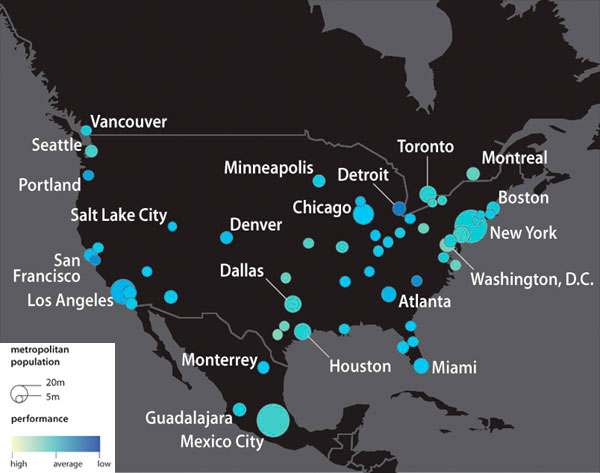 Vancouver
Seattle
Portland
Salt Lake City
San
Francisco
Los Angeles
Denver
Minneapolis
Chicago
Detroit
Toronto
Montreal
Boston
New York
Washington, D.C.
Dallas
Atlanta
Houston
Miami
Monterrey
Guadalajara
Mexico City
metropolitan
population
20m
5m
performance
high
average
low